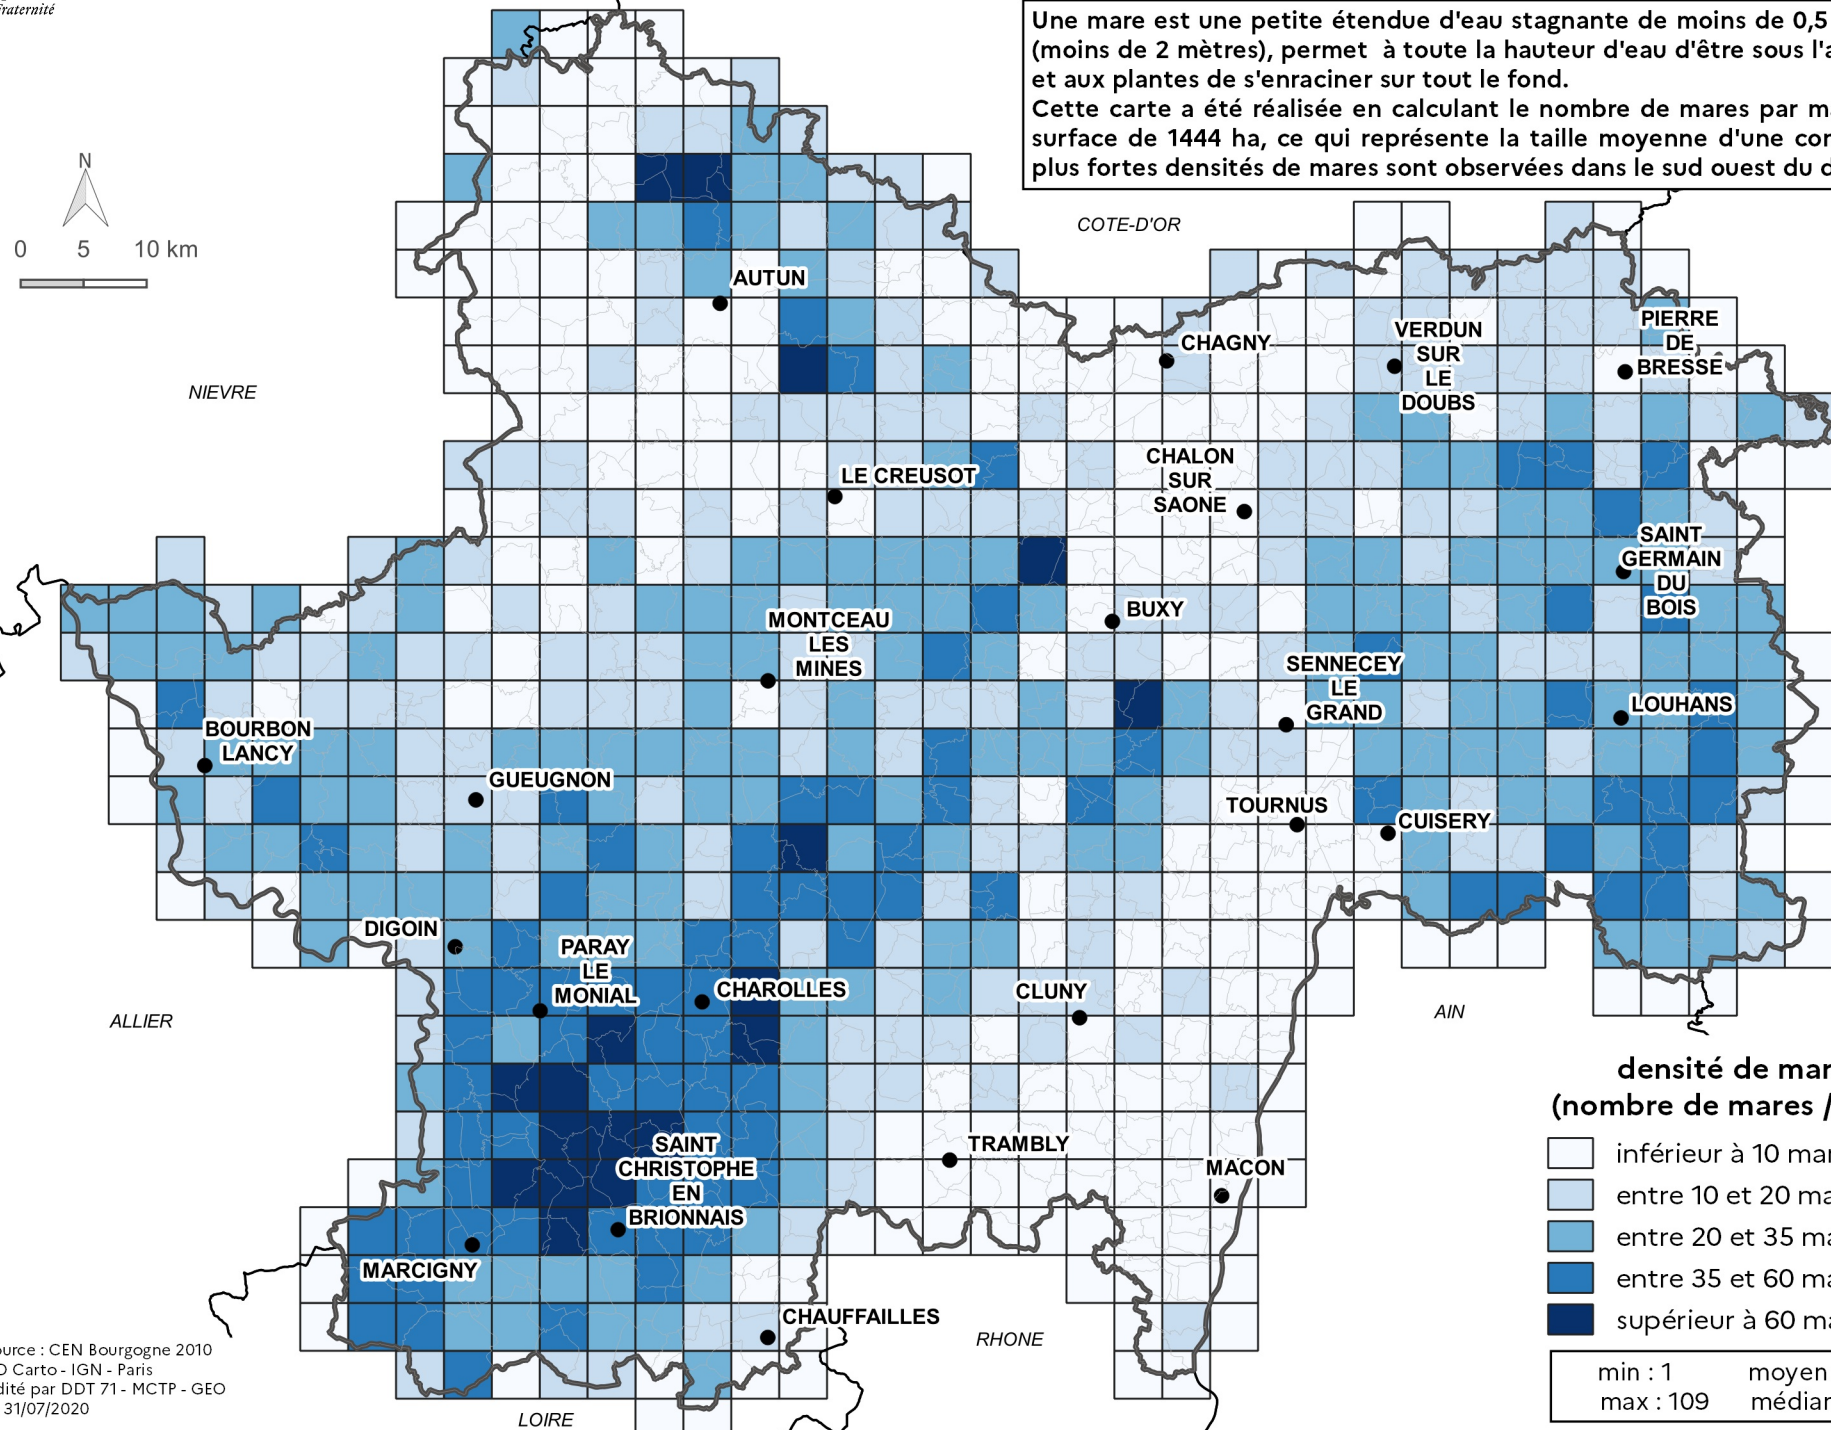 Une mare est une petite étendue d'eau stagnante de moins de 0,5
(moins de 2 mètres), permet à toute la hauteur d'eau d'être sous l'a
et aux plantes de s'enraciner sur tout le fond.
Cette carte a été réalisée en calculant le nombre de mares par ma
surface de 1444 ha, ce qui représente la taille moyenne d'une con
plus fortes densités de mares sont observées dans le sud ouest du d
raternité
N
0 5 10 km
COTE-D'OR
AUTUN
NIEVRE
CHAGNY
VERDUN
SUR
LE
DOUBS
PIERRE
DE
BRESSE
LE CREUSOT
CHALON
SUR
SAONE
SAINT
GERMAIN
DU
BOIS
MONTCEAU
LES
MINES
BUXY
SENNECEY
LE
GRAND
LOUHANS
BOURBON
LANCY
GUEUGNON
TOURNUS
CUISERY
DIGOIN
PARAY
LE
MONIAL
CHAROLLES
CLUNY
ALLIER
AIN
SAINT
CHRISTOPHE
EN
BRIONNAIS
TRAMBLY
MACON
MARCIGNY
CHAUFFAILLES
RHONE
LOIRE
densité de mar
(nombre de mares /
inférieur à 10 mar
entre 10 et 20 ma
entre 20 et 35 ma
entre 35 et 60 ma
supérieur à 60 ma
min : 1 moyen
max : 109 médian
ource : CEN Bourgogne 2010
D Carto - IGN - Paris
dité par DDT 71 - MCTP - GEO
31/07/2020